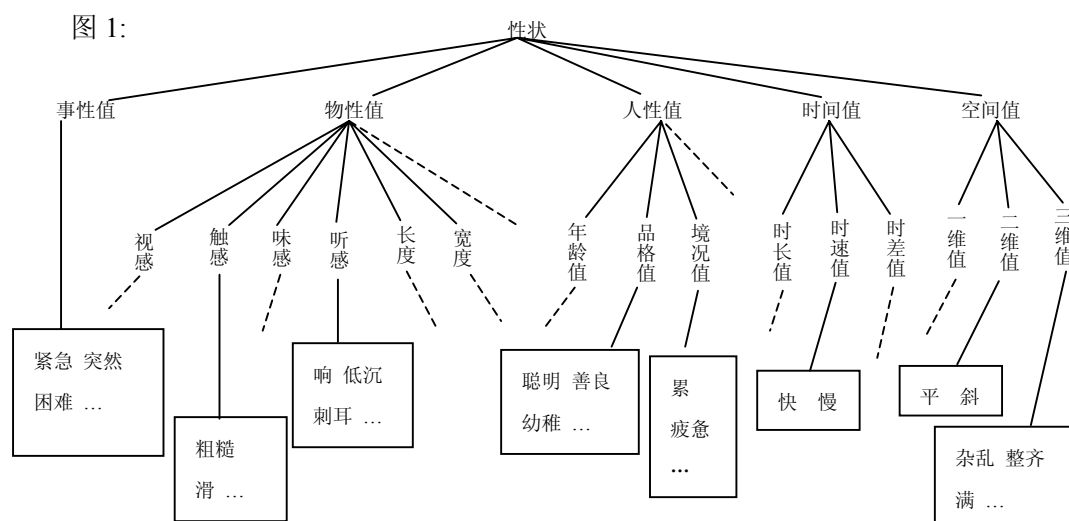 图 1:
性状
事性值 物性值 人性值 时间值 空间值
视感 触感 味感 听感 长度 宽度 年龄值 品格值 境况值 时长值 时速值 时差值 一维值 二维值 三维值
紧急 突然
困难 …
粗糙
滑 …
响 低沉
刺耳 …
聪明 善良
幼稚 …
累
疲惫
…
快 慢
平 斜
杂乱 整齐
满 …